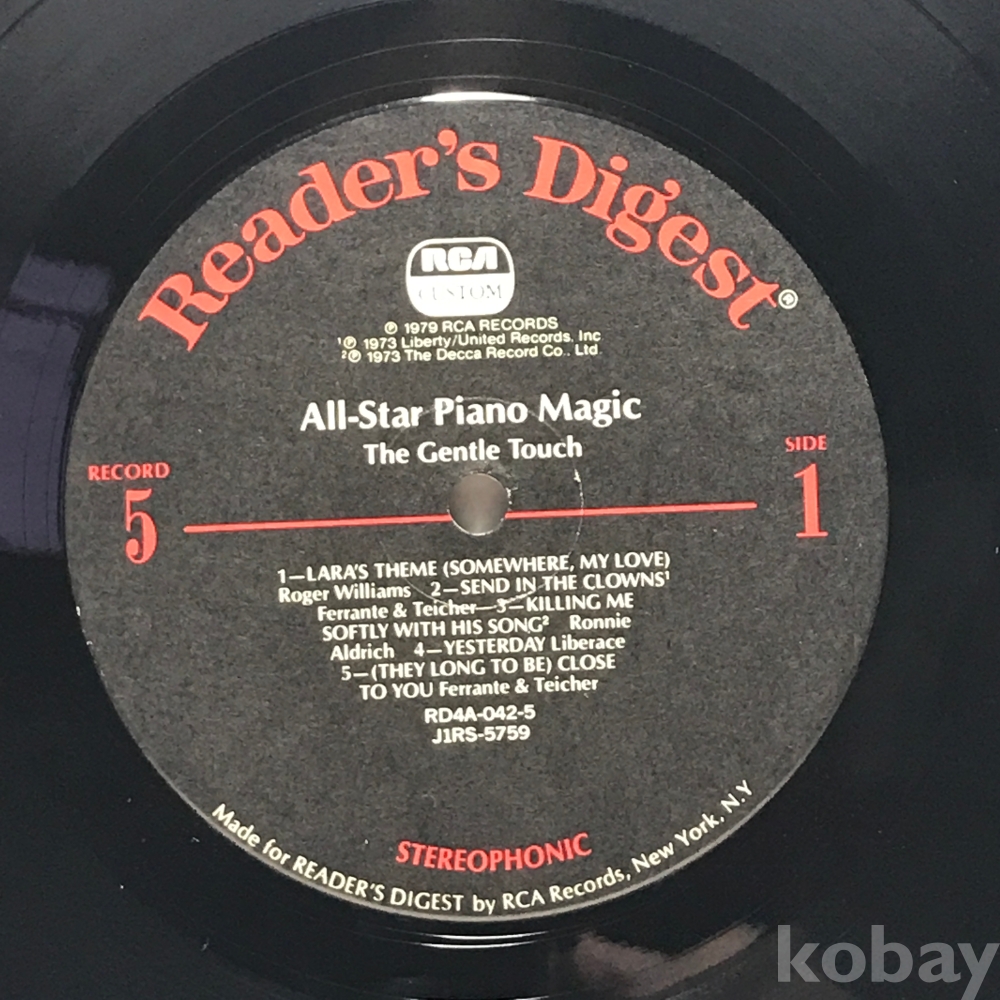 Reader's Digest®
RCA
CUSTOM
℗ 1979 RCA RECORDS
¹℗ 1973 Liberty/United Records, Inc
²℗ 1973 The Decca Record Co., Ltd
All-Star Piano Magic
The Gentle Touch
RECORD
5
SIDE
1
1—LARA'S THEME (SOMEWHERE, MY LOVE)
Roger Williams 2—SEND IN THE CLOWNS¹
Ferrante & Teicher 3—KILLING ME
SOFTLY WITH HIS SONG² Ronnie
Aldrich 4—YESTERDAY Liberace
5—(THEY LONG TO BE) CLOSE
TO YOU Ferrante & Teicher
RD4A-042-5
J1RS-5759
STEREOPHONIC
Made for READER'S DIGEST by RCA Records, New York, N.Y
kobay